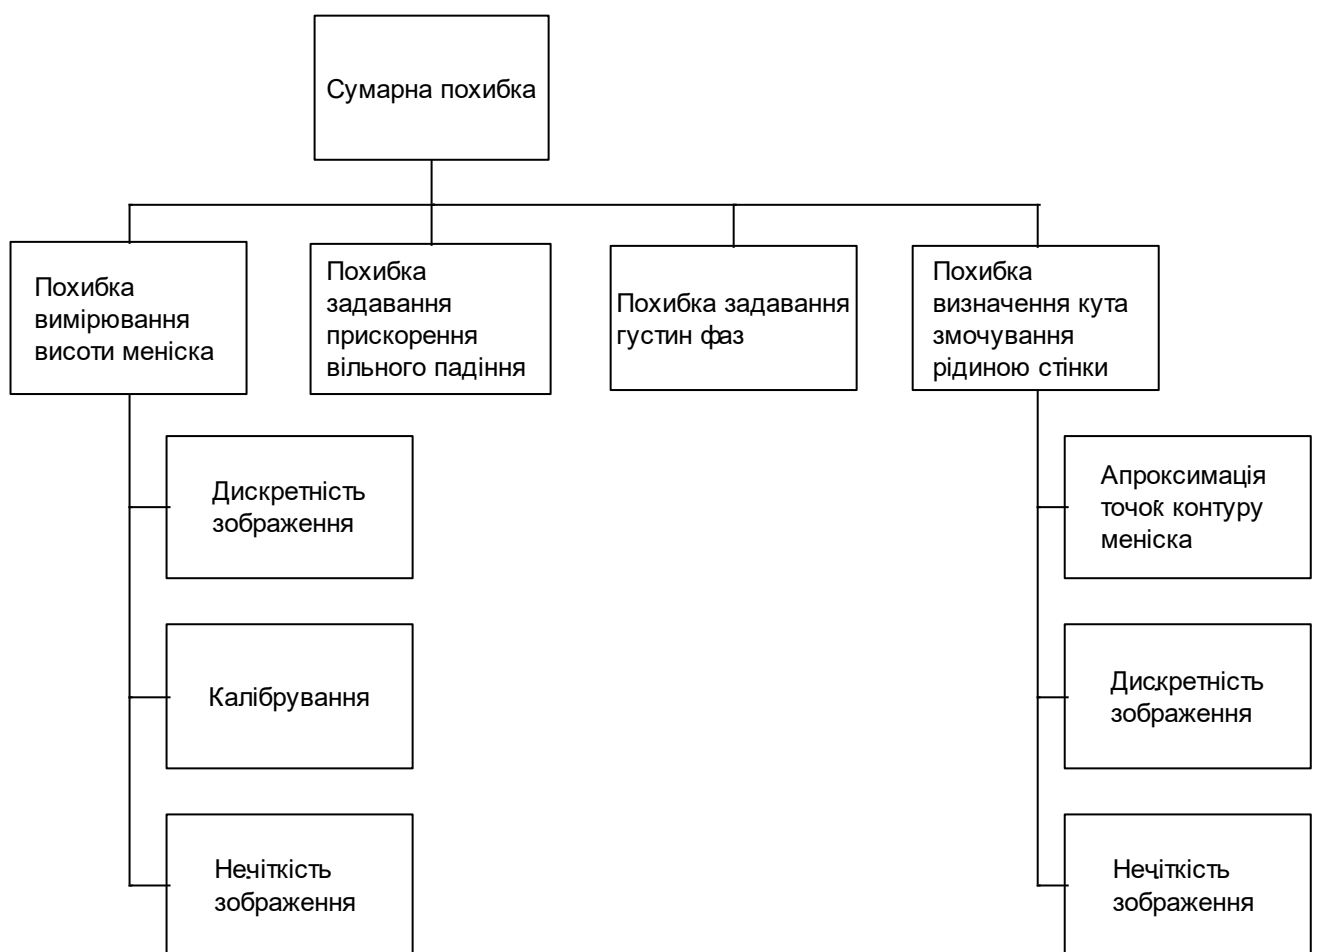 Сумарна похибка
Похибка
вимірювання
висоти меніска
Похибка
задавання
прискорення
вільного падіння
Похибка задавання
густин фаз
Похибка
визначення кута
змочування
рідиною стінки
Дискретність
зображення
Калібрування
Нечіткість
зображення
Апроксимація
точок контуру
меніска
Дискретність
зображення
Нечіткість
зображення